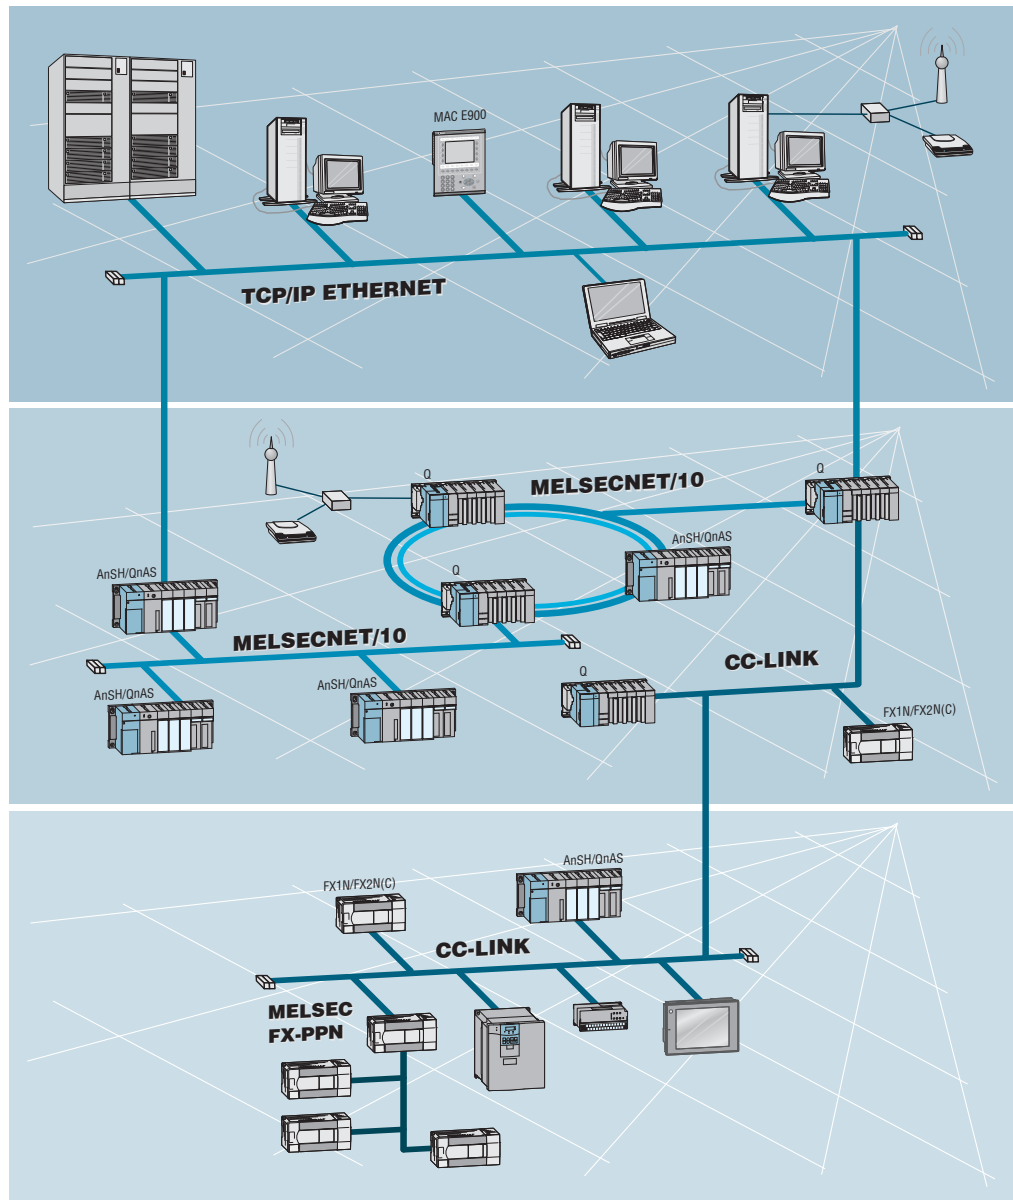 MAC E900
TCP/IP ETHERNET
Q
Q
MELSECNET/10
AnSH/QnAS
AnSH/QnAS
Q
MELSECNET/10
CC-LINK
Q
AnSH/QnAS
AnSH/QnAS
FX1N/FX2N(C)
AnSH/QnAS
FX1N/FX2N(C)
CC-LINK
MELSEC
FX-PPN